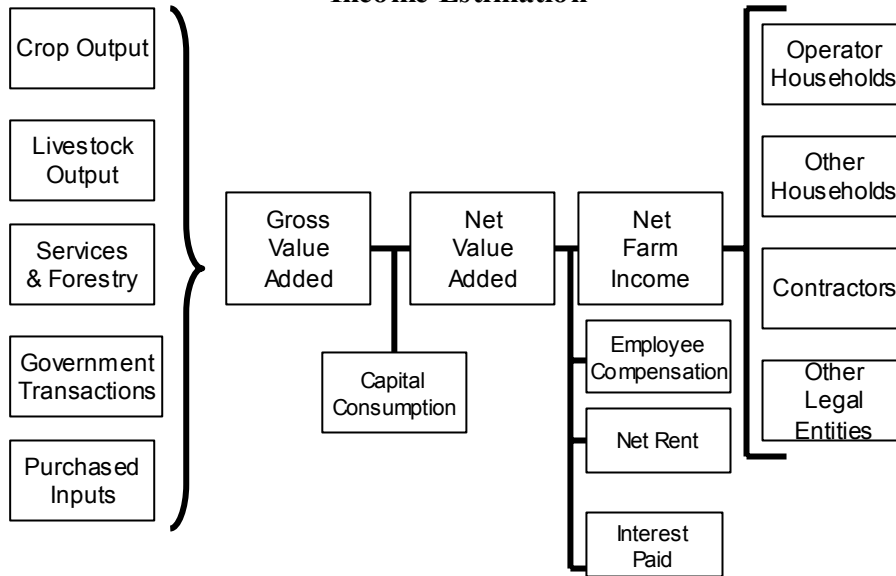 Income Estimation
Crop Output
Livestock
Output
Services
& Forestry
Government
Transactions
Purchased
Inputs
Gross
Value
Added
Capital
Consumption
Net
Value
Added
Net
Farm
Income
Employee
Compensation
Net Rent
Interest
Paid
Operator
Households
Other
Households
Contractors
Other
Legal
Entities